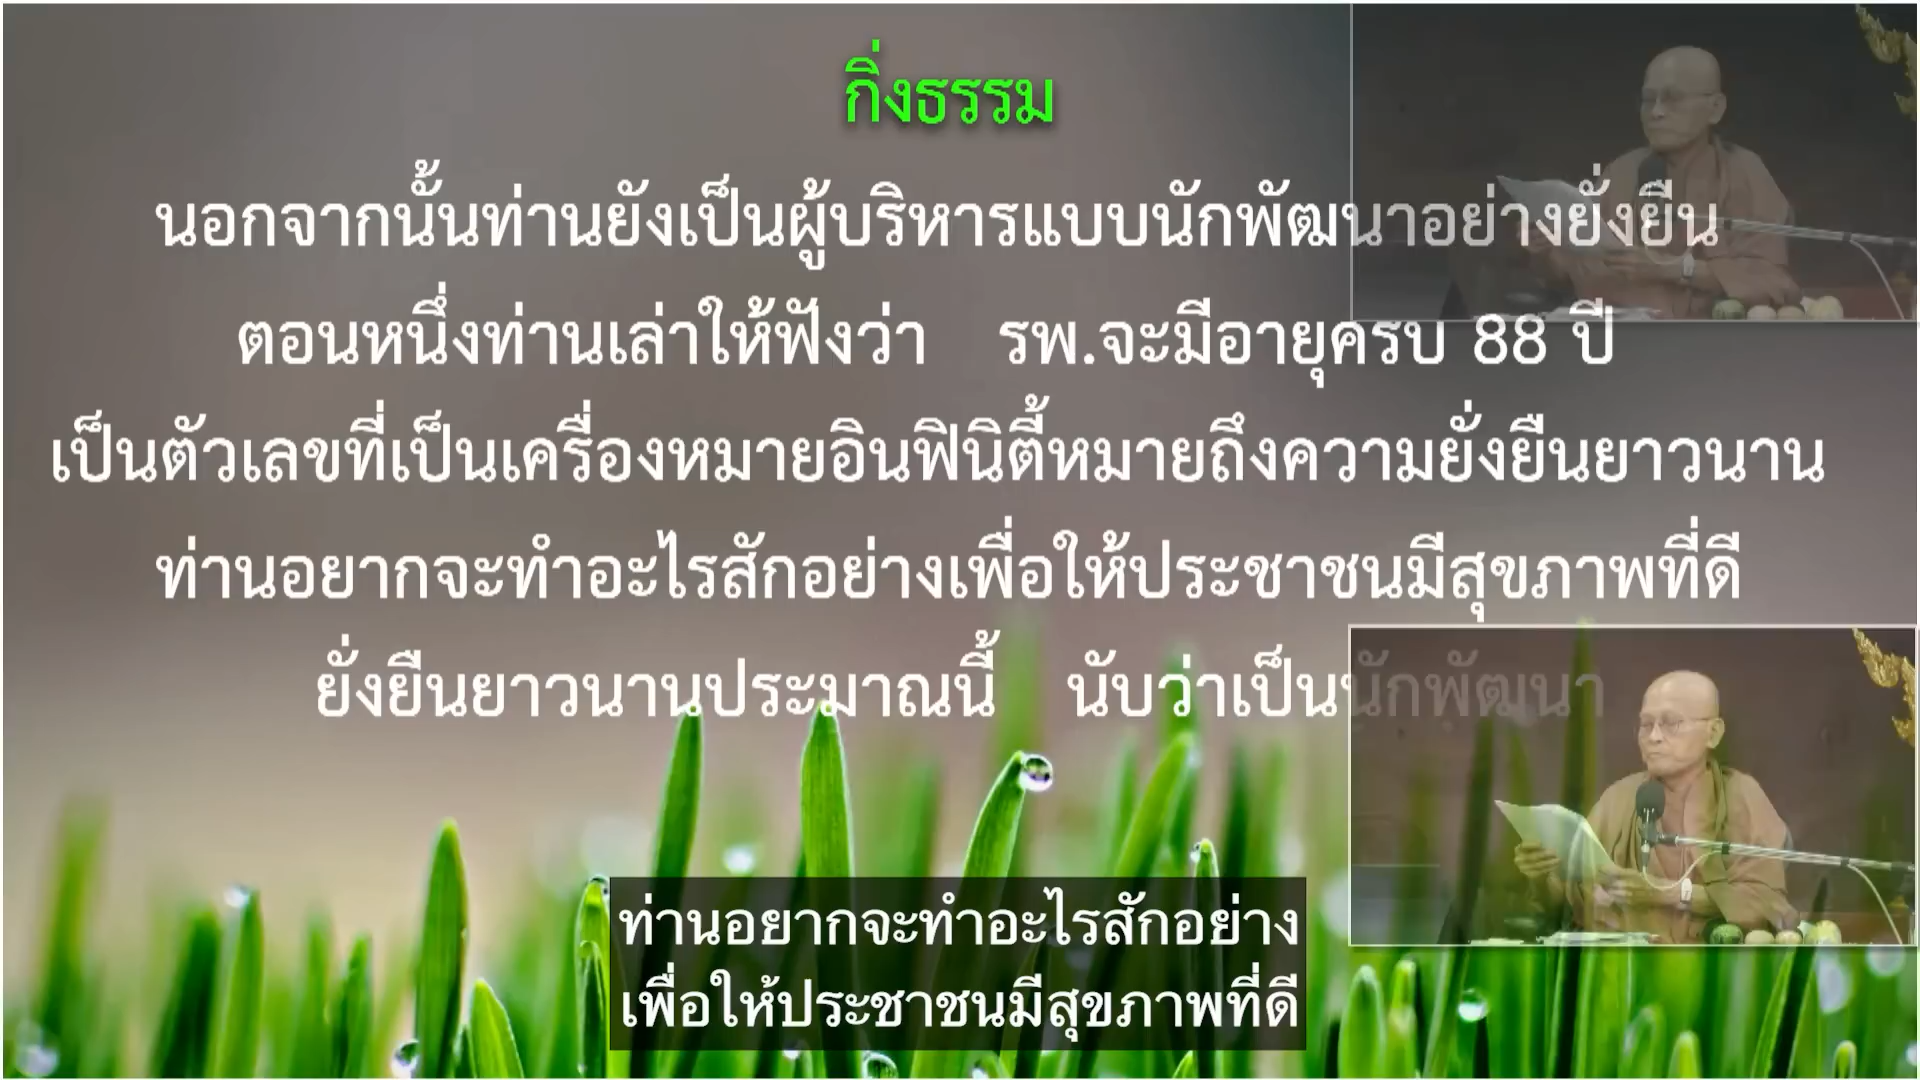 กิ่งธรรม
นอกจากนั้นท่านยังเป็นผู้บริหารแบบนักพัฒนาอย่างยั่งยืน
ตอนหนึ่งท่านเล่าให้ฟังว่า รพ.จะมีอายุครบ 88 ปี
เป็นตัวเลขที่เป็นเครื่องหมายอินฟินิตี้หมายถึงความยั่งยืนยาวนาน
ท่านอยากจะทำอะไรสักอย่างเพื่อให้ประชาชนมีสุขภาพที่ดี
ยั่งยืนยาวนานประมาณนี้ นับว่าเป็นนักพัฒนา
ท่านอยากจะทำอะไรสักอย่าง
เพื่อให้ประชาชนมีสุขภาพที่ดี